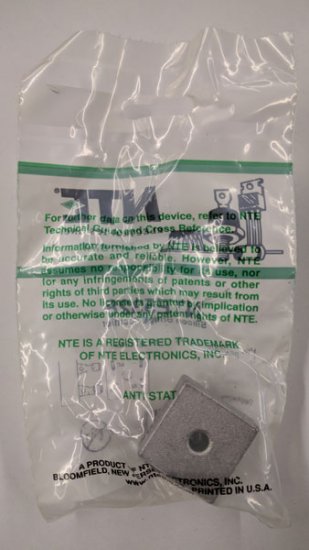 For further data on this device, refer to NTE
Technical Guide and Cross Reference.
Information furnished by NTE is believed to
be accurate and reliable. However, NTE
assumes no responsibility for its use, nor
for any infringements of patents or other
rights of third parties which may result from
its use. No license is granted by implication
or otherwise under any patent rights of NTE.
NTE IS A REGISTERED TRADEMARK
OF NTE ELECTRONICS, INC.
ANTI STAT
A PRODUCT OF NTE ELECTRONICS, INC.
BLOOMFIELD, NEW JERSEY
PRINTED IN U.S.A.